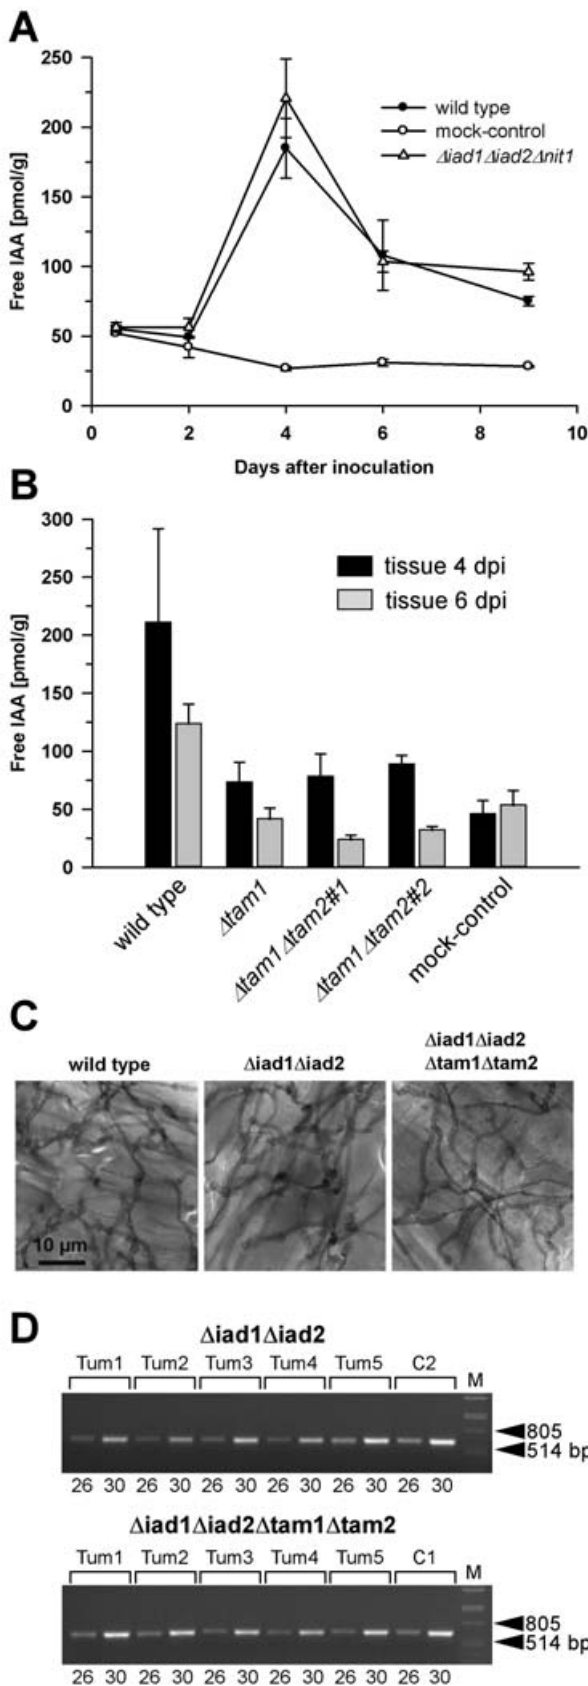 A
250
200
150
100
50
0
Free IAA [pmol/g]
wild type
mock-control
Δiad1Δiad2Δnit1
0 2 4 6 8 10
Days after inoculation
B
300
250
200
150
100
50
0
Free IAA [pmol/g]
tissue 4 dpi
tissue 6 dpi
wild type
Δtam1
Δtam1Δtam2#1
Δtam1Δtam2#2
mock-control
C
wild type
Δiad1Δiad2
Δiad1Δiad2
Δtam1Δtam2
10 µm
D
Δiad1Δiad2
Tum1 Tum2 Tum3 Tum4 Tum5 C2 M
805
514 bp
26 30 26 30 26 30 26 30 26 30 26 30
Δiad1Δiad2Δtam1Δtam2
Tum1 Tum2 Tum3 Tum4 Tum5 C1 M
805
514 bp
26 30 26 30 26 30 26 30 26 30 26 30